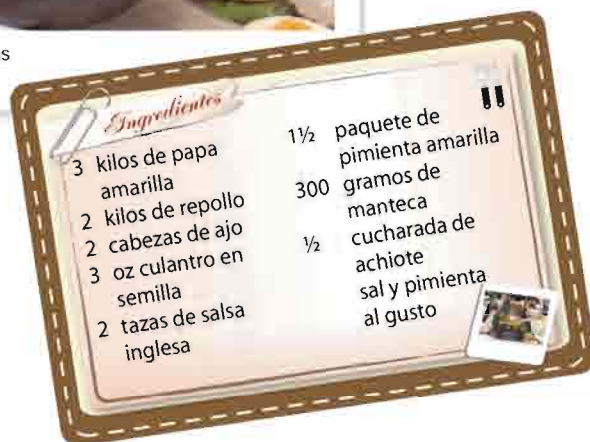 s
Ingredientes
3 kilos de papa
amarilla
2 kilos de repollo
2 cabezas de ajo
3 oz culantro en
semilla
2 tazas de salsa
inglesa
1½ paquete de
pimienta amarilla
300 gramos de
manteca
½ cucharada de
achiote
sal y pimienta
al gusto